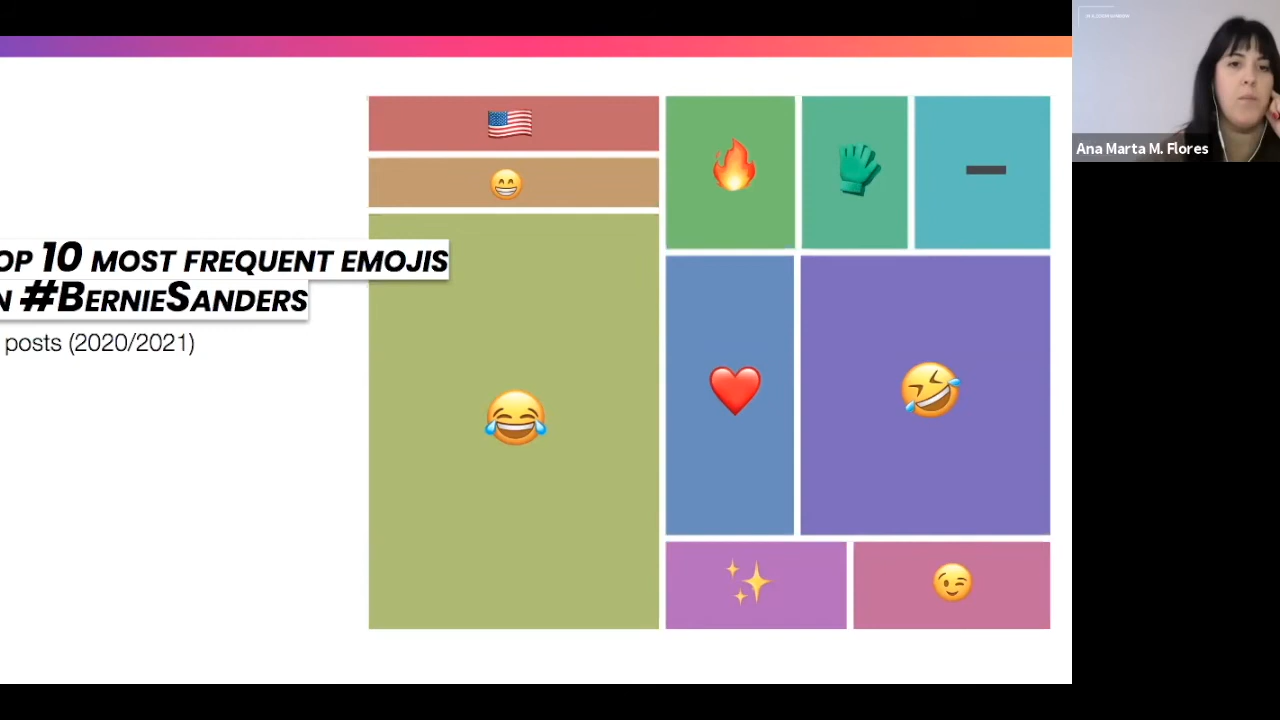 OP 10 MOST FREQUENT EMOJIS
N #BERNIESANDERS
posts (2020/2021)
Ana Marta M. Flores